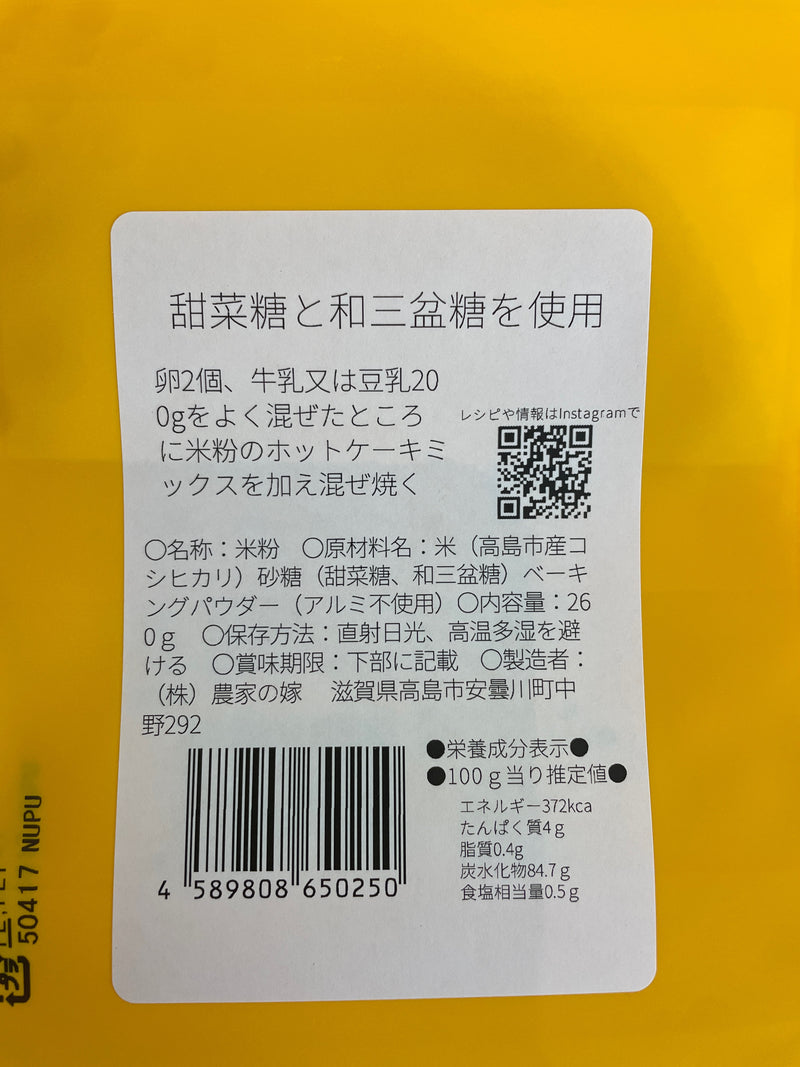 甜菜糖と和三盆糖を使用
卵2個、牛乳又は豆乳20
0gをよく混ぜたところ
に米粉のホットケーキミ
ックスを加え混ぜ焼く
レシピや情報はInstagramで
〇名称：米粉　〇原材料名：米（高島市産コ
シヒカリ）砂糖（甜菜糖、和三盆糖）ベーキ
ングパウダー（アルミ不使用）〇内容量：26
0ｇ　〇保存方法：直射日光、高温多湿を避
ける　〇賞味期限：下部に記載　〇製造者：
（株）農家の嫁　滋賀県高島市安曇川町中
野292
●栄養成分表示●
●100ｇ当り推定値●
エネルギー372kca
たんぱく質4ｇ
脂質0.4g
炭水化物84.7ｇ
食塩相当量0.5ｇ
4 589808 650250
50417 NUPU
プラ